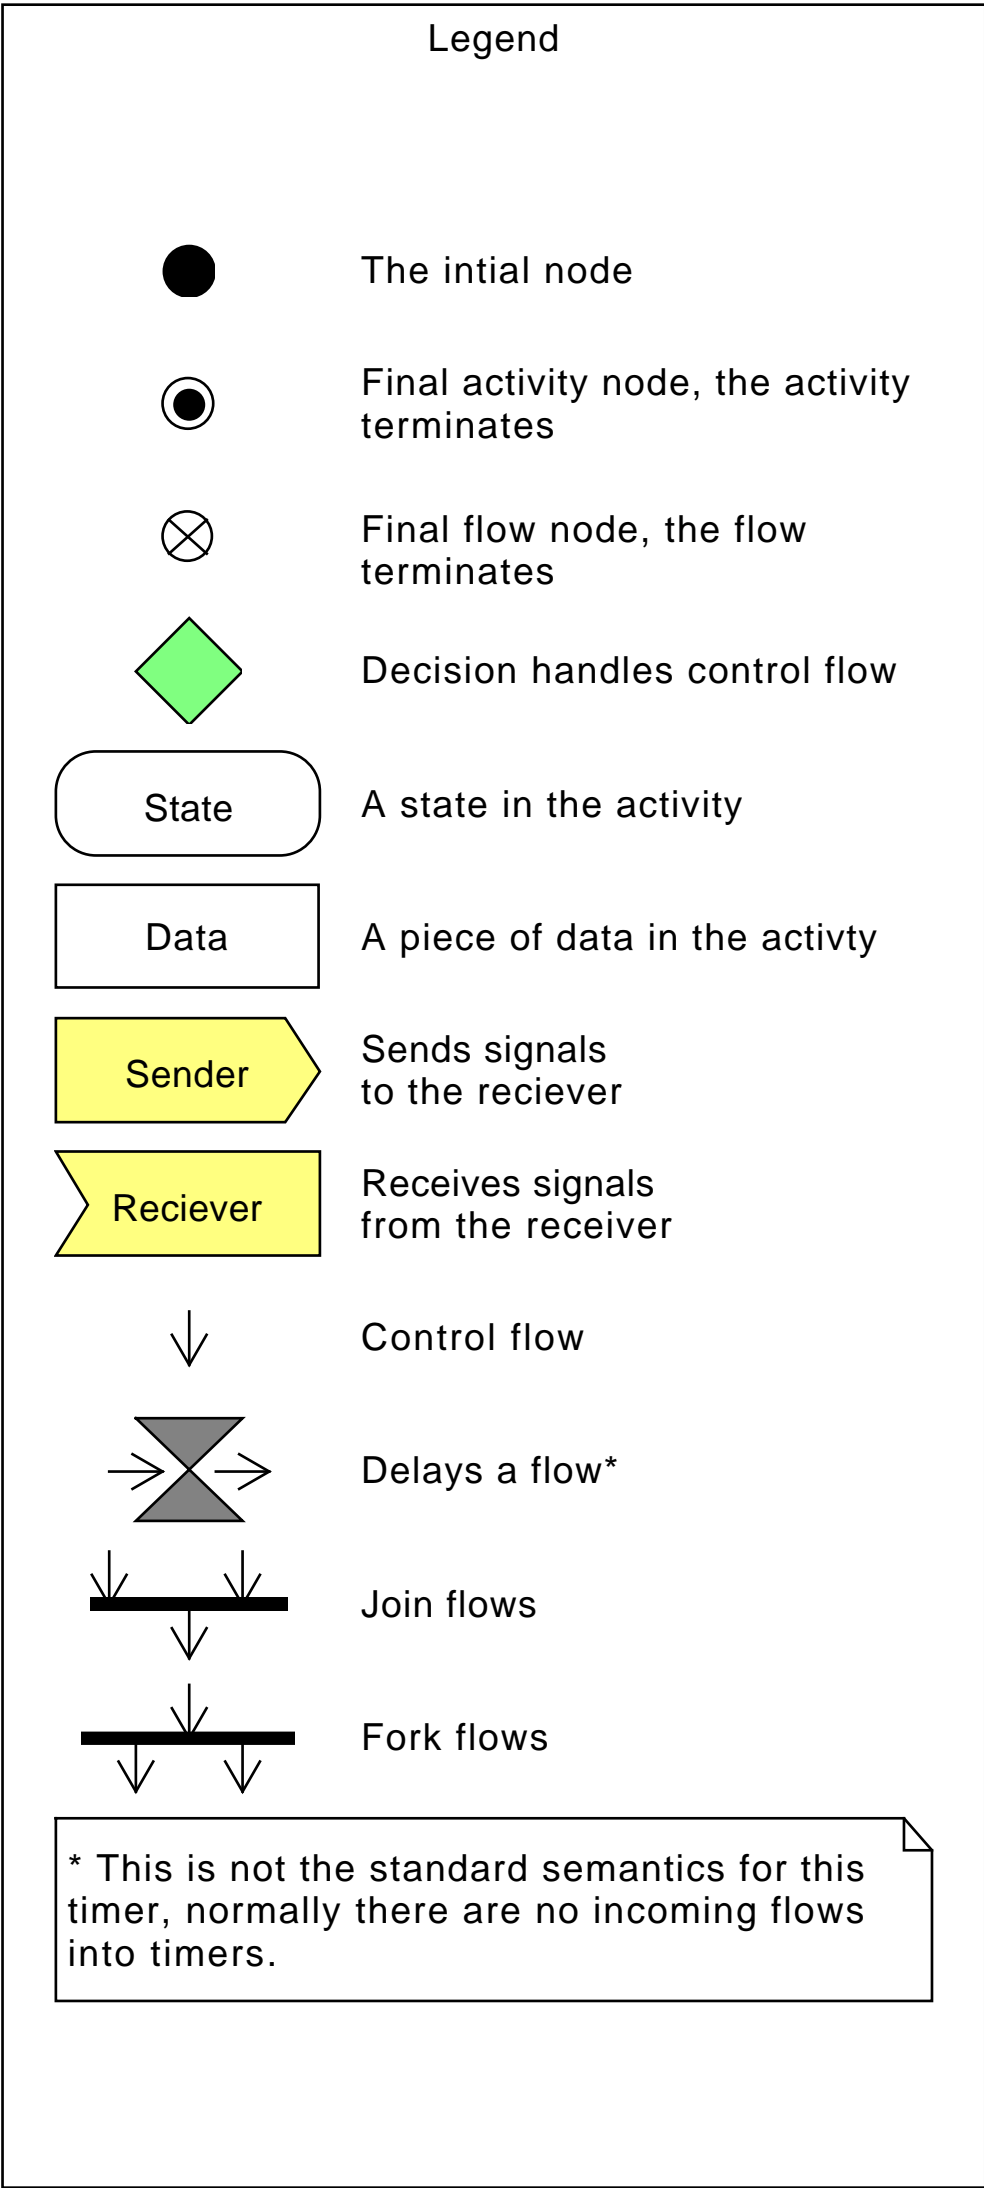 Legend
The intial node
Final activity node, the activity
terminates
Final flow node, the flow
terminates
Decision handles control flow
State
A state in the activity
Data
A piece of data in the activty
Sender
Sends signals
to the reciever
Reciever
Receives signals
from the receiver
Control flow
Delays a flow*
Join flows
Fork flows
* This is not the standard semantics for this
timer, normally there are no incoming flows
into timers.